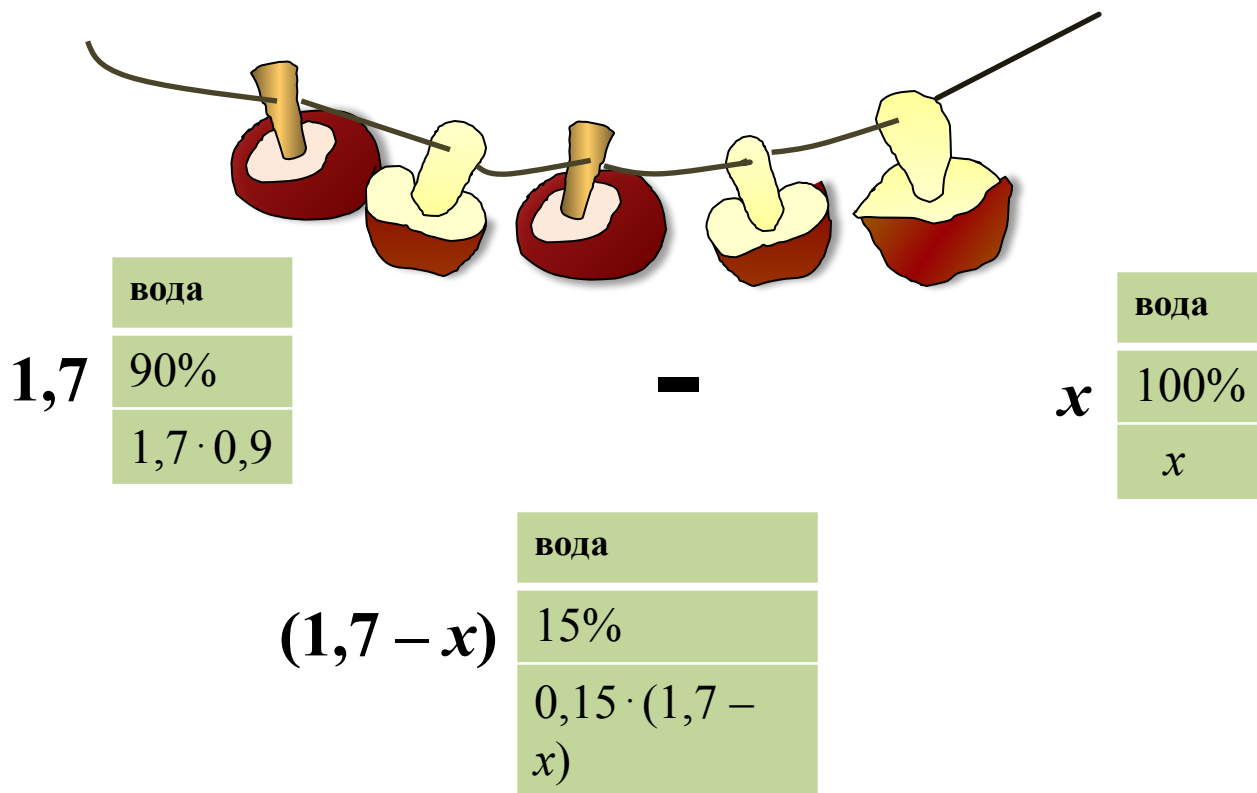 вода
1,7
90%
1,7 · 0,9
–
x
вода
100%
x
(1,7 – x)
вода
15%
0,15 · (1,7 –
x)